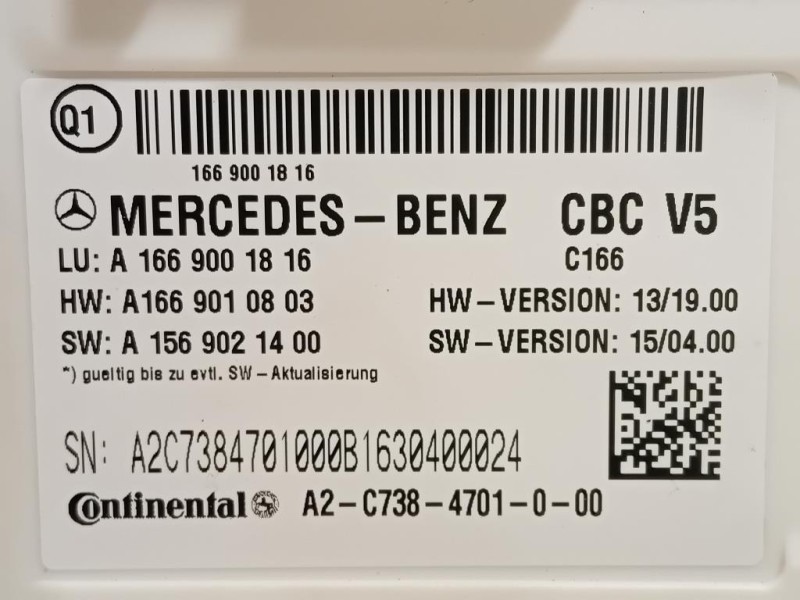 Q1
166 900 18 16
MERCEDES-BENZ CBC V5
LU: A 166 900 18 16 C166
HW: A166 901 08 03 HW-VERSION: 13/19.00
SW: A 156 902 14 00 SW-VERSION: 15/04.00
*) gueltig bis zu evtl. SW-Aktualisierung
SN: A2C7384701000B1630400024
Continental A2-C738-4701-0-00